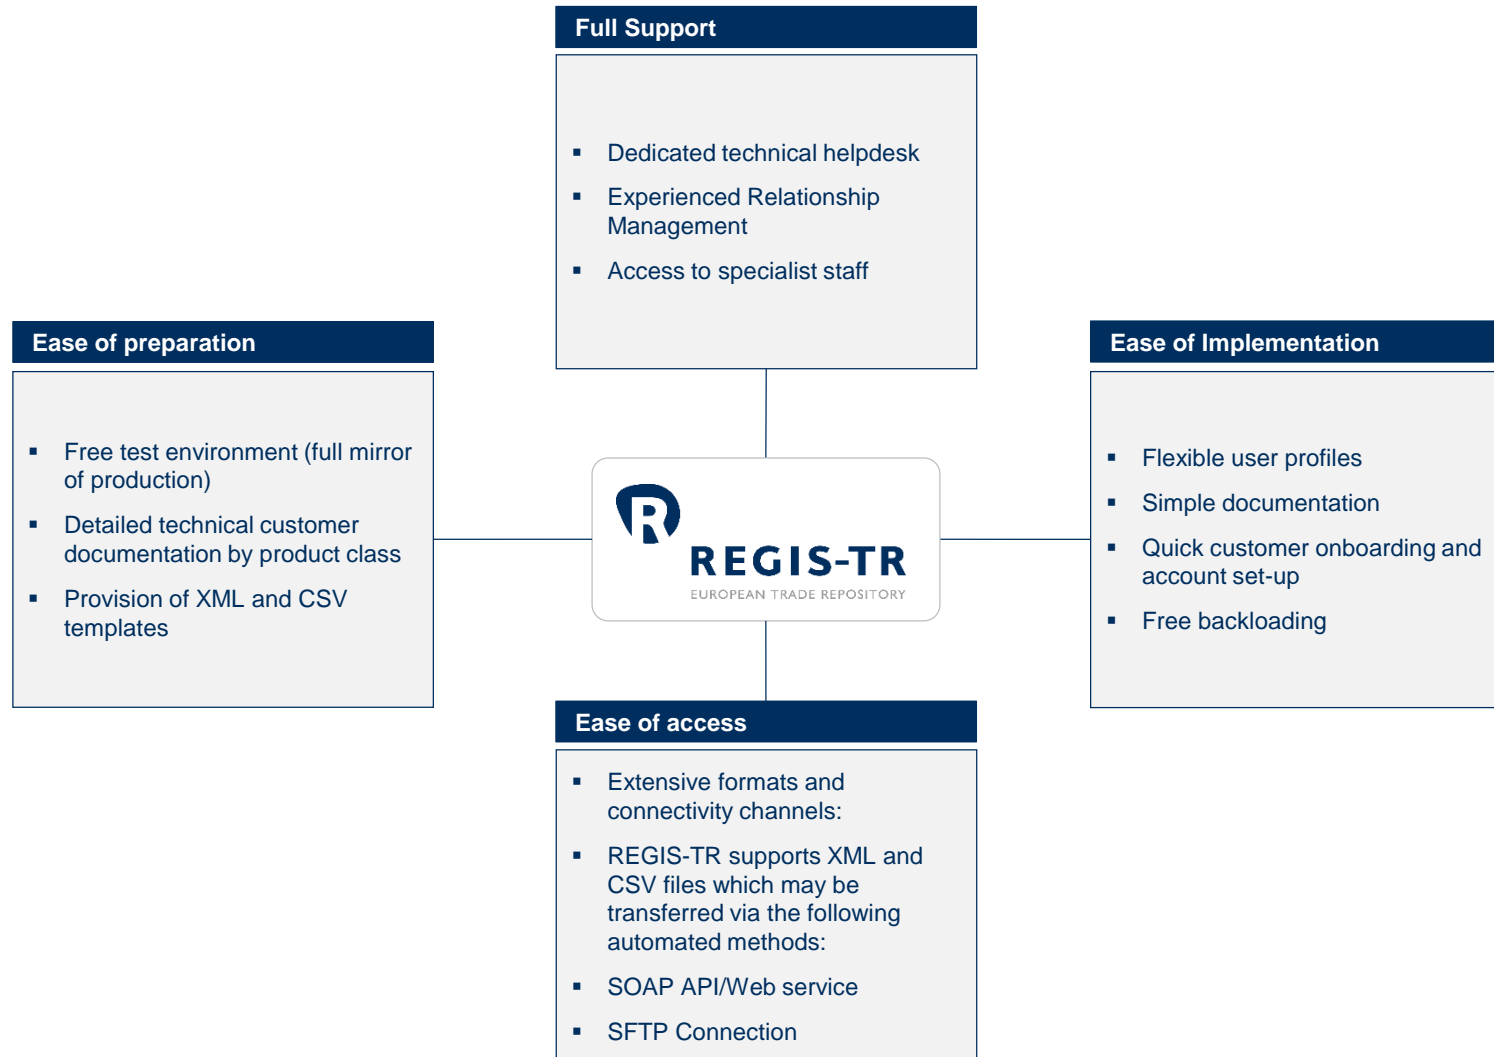 Full Support
▪ Dedicated technical helpdesk
▪ Experienced Relationship
Management
▪ Access to specialist staff
Ease of preparation
▪ Free test environment (full mirror
of production)
▪ Detailed technical customer
documentation by product class
▪ Provision of XML and CSV
templates
R
REGIS-TR
EUROPEAN TRADE REPOSITORY
Ease of Implementation
▪ Flexible user profiles
▪ Simple documentation
▪ Quick customer onboarding and
account set-up
▪ Free backloading
Ease of access
▪ Extensive formats and
connectivity channels:
▪ REGIS-TR supports XML and
CSV files which may be
transferred via the following
automated methods:
▪ SOAP API/Web service
▪ SFTP Connection